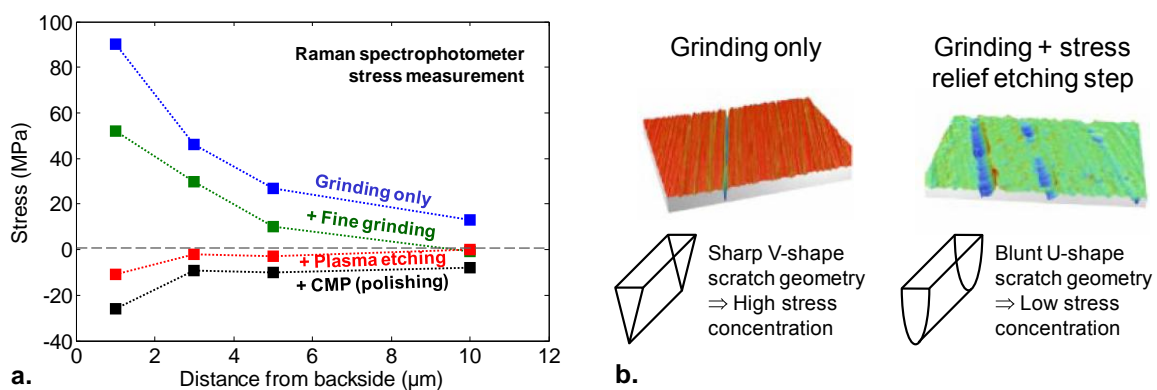 100
80
60
40
20
0
-20
-40
Stress (MPa)
Raman spectrophotometer
stress measurement
Grinding only
+ Fine grinding
+ Plasma etching
+ CMP (polishing)
0 2 4 6 8 10 12
Distance from backside (µm)
a.
Grinding only
Grinding + stress
relief etching step
Sharp V-shape
scratch geometry
⇒ High stress
concentration
Blunt U-shape
scratch geometry
⇒ Low stress
concentration
b.